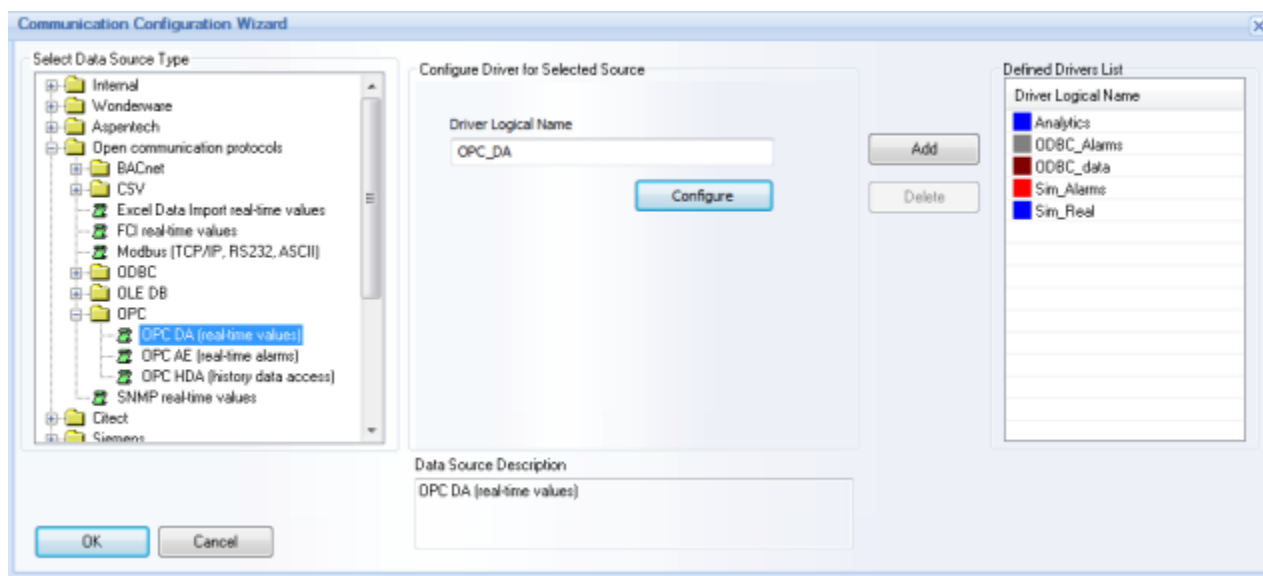 Communication Configuration Wizard
Select Data Source Type
Internal
Wonderware
Aspentech
Open communication protocols
BACnet
CSV
Excel Data Import real-time values
FCI real-time values
Modbus (TCP/IP, RS232, ASCII)
ODBC
OLE DB
OPC
OPC DA (real-time values)
OPC AE (real-time alarms)
OPC HDA (history data access)
SNMP real-time values
Citect
Siemens
OK
Cancel
Configure Driver for Selected Source
Driver Logical Name
OPC_DA
Configure
Data Source Description
OPC DA (real-time values)
Add
Delete
Defined Drivers List
Driver Logical Name
Analytics
ODBC_Alarms
ODBC_data
Sim_Alarms
Sim_Real